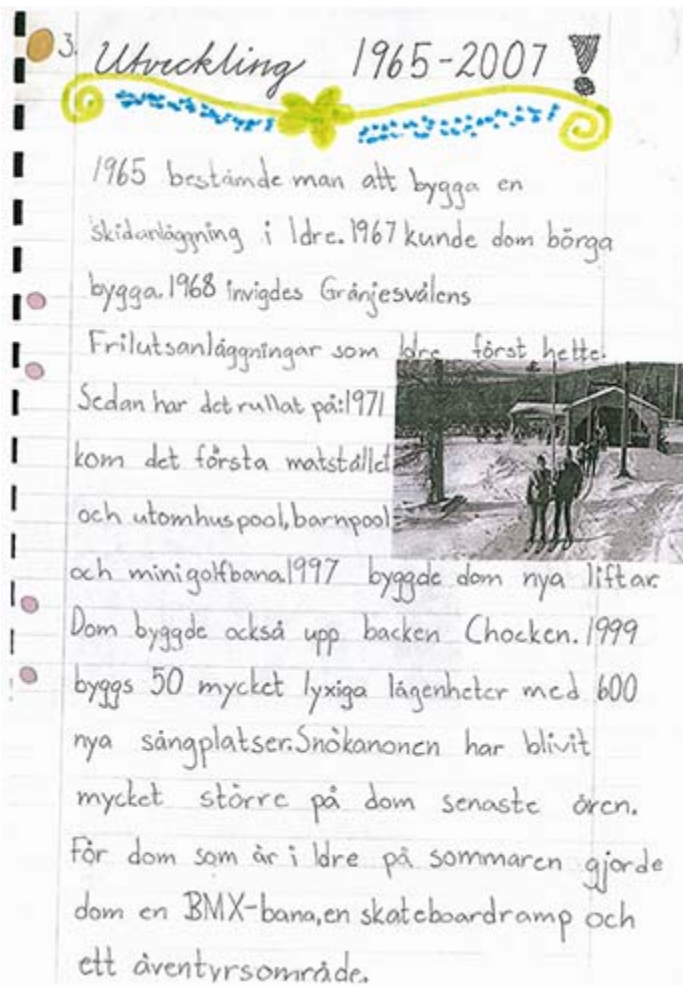 3. Utveckling 1965-2007!
1965 bestämde man att bygga en
skidanläggning i Idre. 1967 kunde dom börga
bygga. 1968 invigdes Gränjesvålens
Frilutsanläggningar som Idre först hette.
Sedan har det rullat på: 1971
kom det första matstället
och utomhuspool, barnpool
och minigolfbana. 1997 byggde dom nya liftar.
Dom byggde också upp backen Chocken. 1999
byggs 50 mycket lyxiga lägenheter med 600
nya sängplatser. Snökanonen har blivit
mycket större på dom senaste ören.
För dom som är i Idre på sommaren gjorde
dom en BMX-bana, en skateboardramp och
ett äventyrsområde.